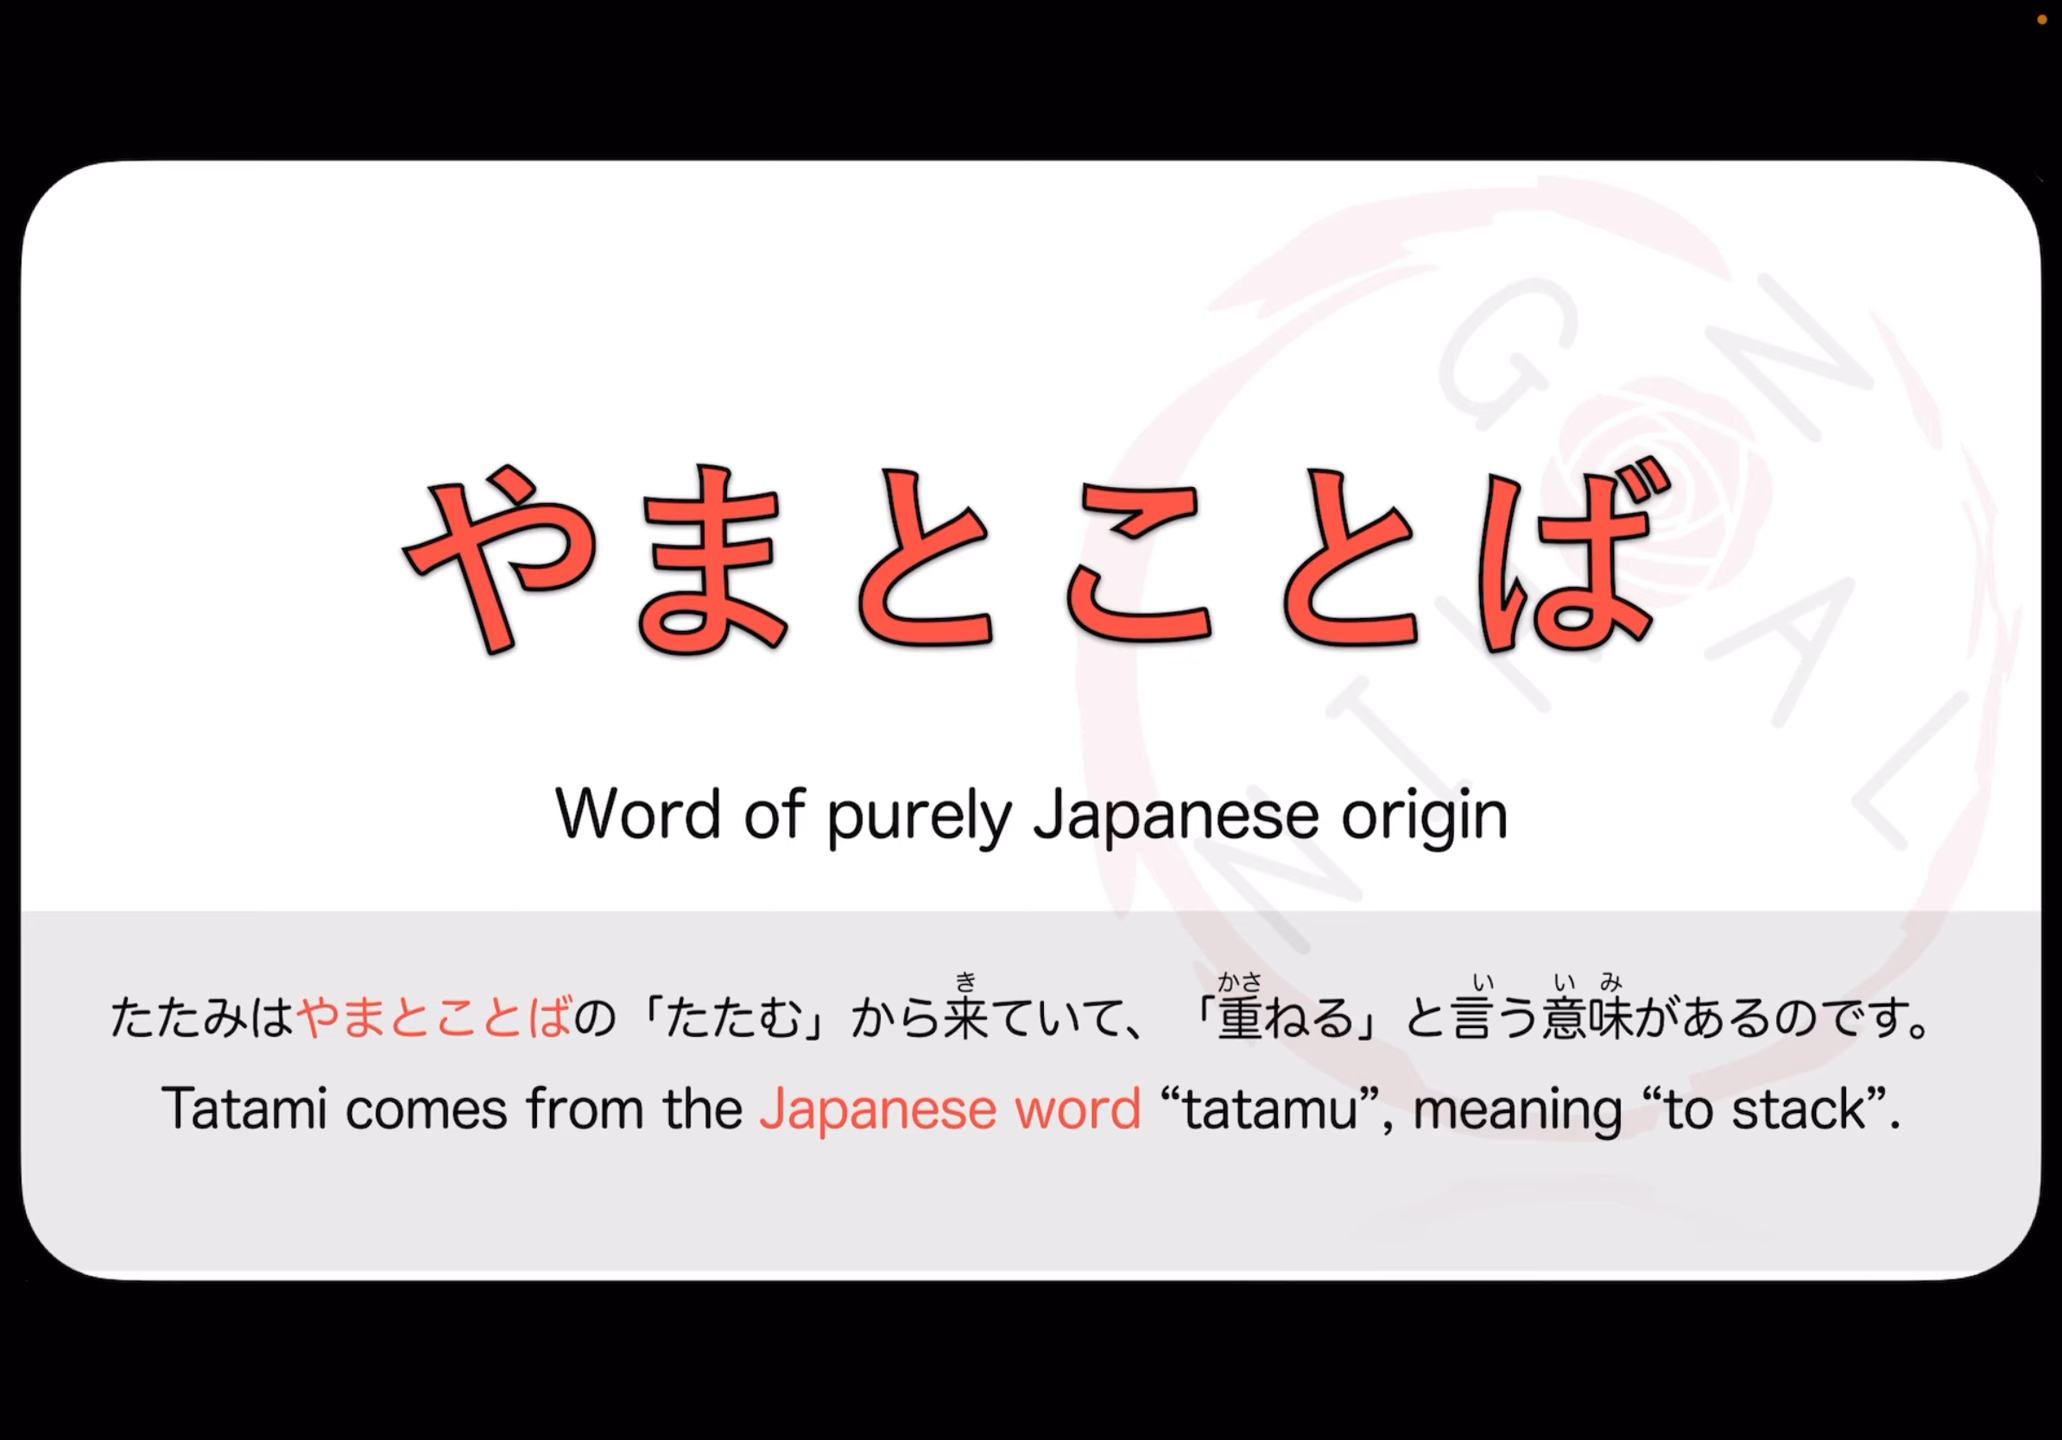 やまとことば
Word of purely Japanese origin
たたみはやまとことばの「たたむ」から来ていて、「重ねる」と言う意味があるのです。
Tatami comes from the Japanese word “tatamu”, meaning “to stack”.
NIHONGNAL